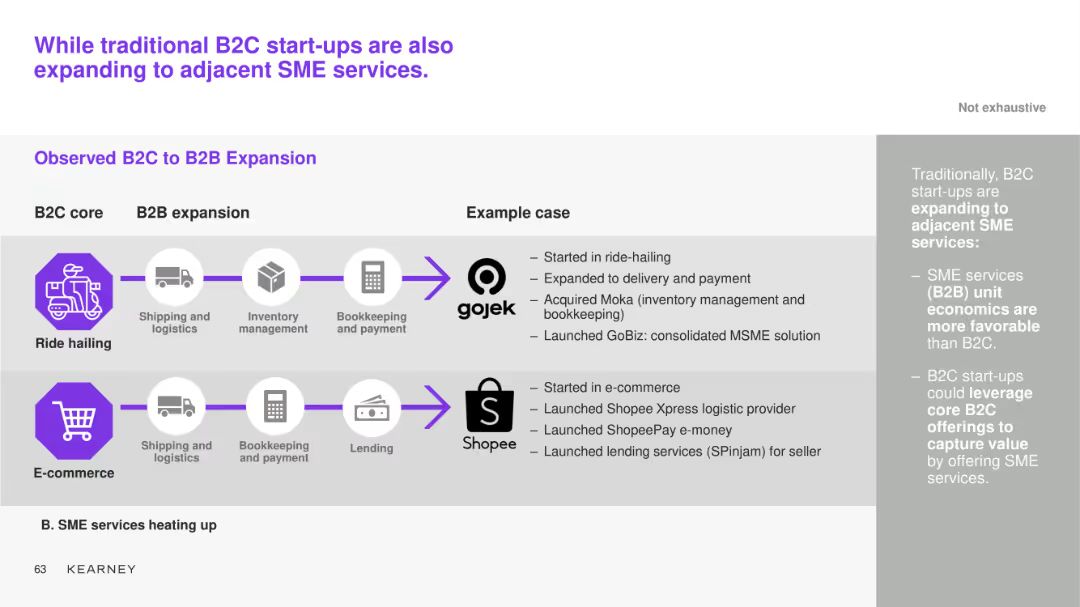 While traditional B2C start-ups are also
expanding to adjacent SME services.
Not exhaustive
Observed B2C to B2B Expansion
B2C core
B2B expansion
Example case
Ride hailing
Shipping and
logistics
Inventory
management
Bookkeeping
and payment
gojek
– Started in ride-hailing
– Expanded to delivery and payment
– Acquired Moka (inventory management and
bookkeeping)
– Launched GoBiz: consolidated MSME solution
E-commerce
Shipping and
logistics
Bookkeeping
and payment
Lending
S
Shopee
– Started in e-commerce
– Launched Shopee Xpress logistic provider
– Launched ShopeePay e-money
– Launched lending services (SPinjam) for seller
Traditionally, B2C
start-ups are
expanding to
adjacent SME
services:
– SME services
(B2B) unit
economics are
more favorable
than B2C.
– B2C start-ups
could leverage
core B2C
offerings to
capture value
by offering SME
services.
B. SME services heating up
63 KEARNEY